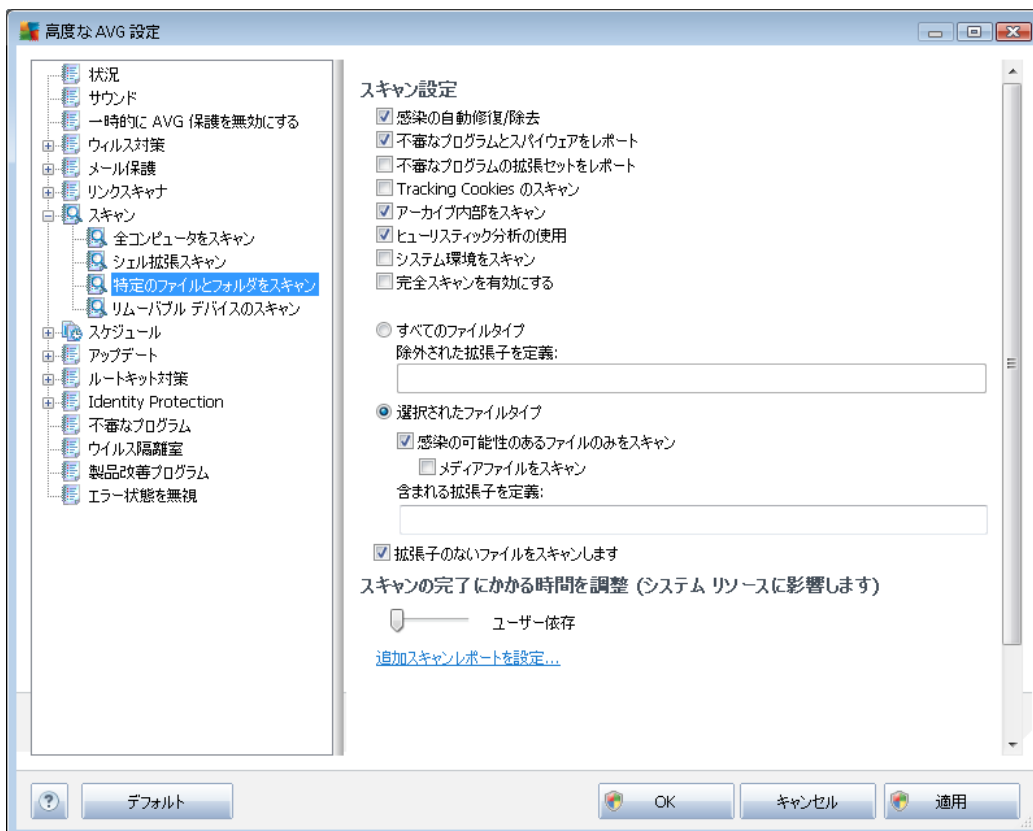 高度な AVG 設定
状況
サウンド
一時的に AVG 保護を無効にする
ウィルス対策
メール保護
リンクスキャナ
スキャン
全コンピュータをスキャン
シェル拡張スキャン
特定のファイルとフォルダをスキャン
リムーバブル デバイスのスキャン
スケジュール
アップデート
ルートキット対策
Identity Protection
不審なプログラム
ウイルス隔離室
製品改善プログラム
エラー状態を無視
スキャン設定
感染の自動修復/除去
不審なプログラムとスパイウェアをレポート
不審なプログラムの拡張セットをレポート
Tracking Cookies のスキャン
アーカイブ内部をスキャン
ヒューリスティック分析の使用
システム環境をスキャン
完全スキャンを有効にする
すべてのファイルタイプ
除外された拡張子を定義:
選択されたファイルタイプ
感染の可能性のあるファイルのみをスキャン
メディアファイルをスキャン
含まれる拡張子を定義:
拡張子のないファイルをスキャンします
スキャンの完了にかかる時間を調整 (システム リソースに影響します)
ユーザー依存
追加スキャンレポートを設定...
?
デフォルト
OK
キャンセル
適用